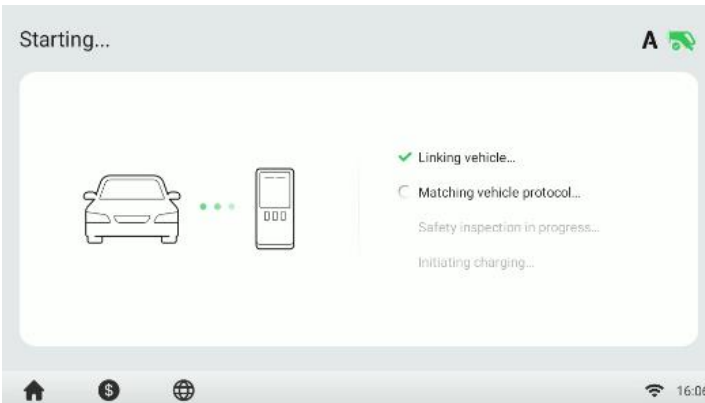 Starting...
A
Linking vehicle...
Matching vehicle protocol...
Safety inspection in progress...
Initiating charging...
$
16:06